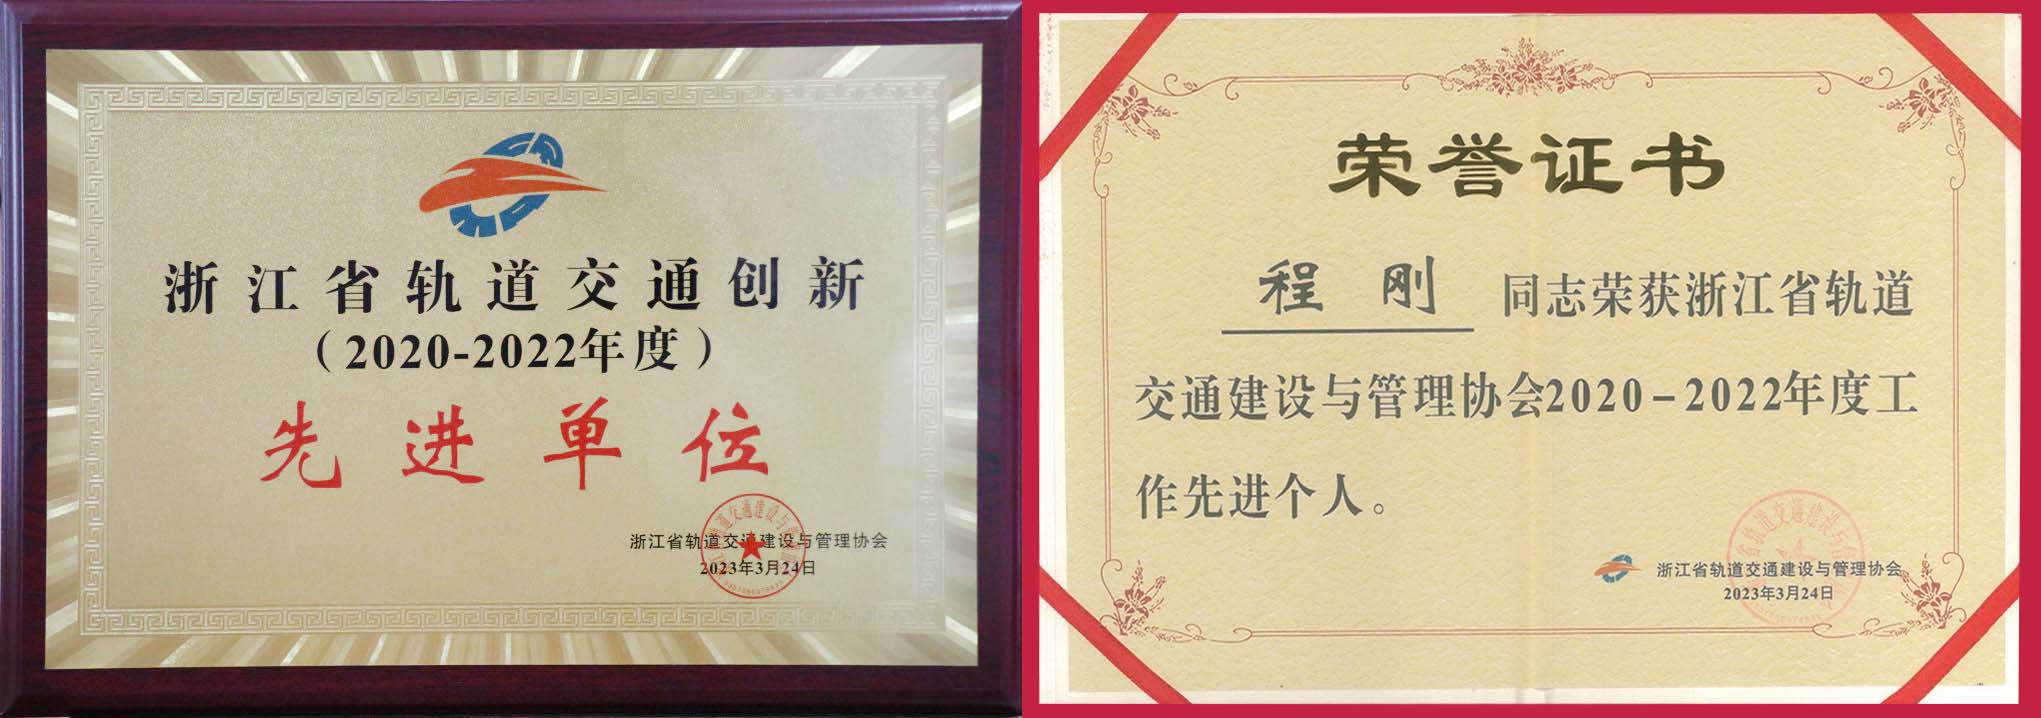 浙江省轨道交通创新
（2020-2022年度）
先进单位
浙江省轨道交通建设与管理协会
2023年3月24日
荣誉证书
程刚 同志荣获浙江省轨道
交通建设与管理协会2020-2022年度工
作先进个人。
浙江省轨道交通建设与管理协会
2023年3月24日